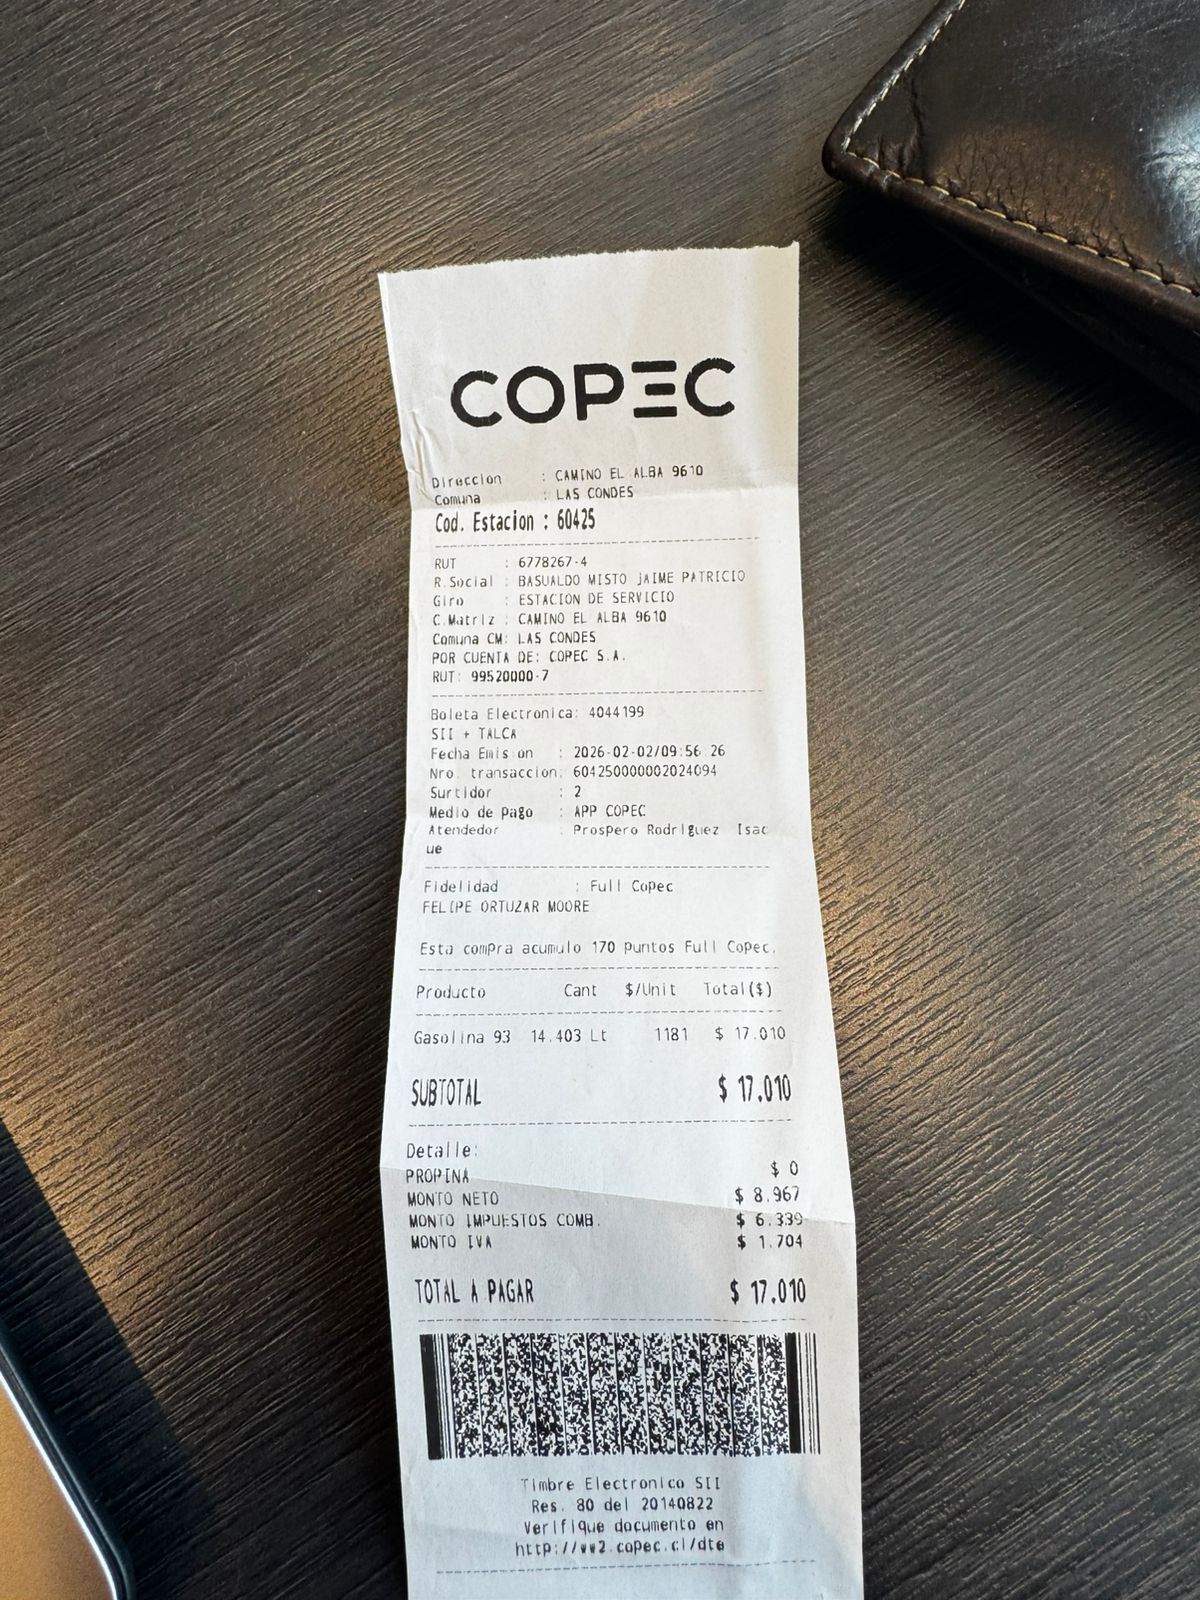 COPEC
Direccion : CAMINO EL ALBA 9610
Comuna : LAS CONDES
Cod. Estacion : 60425
RUT : 6778267-4
R.Social : BASUALDO MISTO JAIME PATRICIO
Giro : ESTACION DE SERVICIO
C.Matriz : CAMINO EL ALBA 9610
Comuna CM: LAS CONDES
POR CUENTA DE: COPEC S.A.
RUT: 99520000-7
Boleta Electronica: 4044199
SII + TALCA
Fecha Emision : 2026-02-02/09:56:26
Nro. transaccion: 604250000002024094
Surtidor : 2
Medio de pago : APP COPEC
Atendedor : Prospero Rodriguez Isac
ue
Fidelidad : Full Copec
FELIPE ORTUZAR MOORE
Esta compra acumulo 170 puntos Full Copec.
Producto Cant $/Unit Total($)
Gasolina 93 14.403 Lt 1181 $ 17.010
SUBTOTAL $ 17.010
Detalle:
PROPINA $ 0
MONTO NETO $ 8.967
MONTO IMPUESTOS COMB. $ 6.339
MONTO IVA $ 1.704
TOTAL A PAGAR $ 17.010
Timbre Electronico SII
Res. 80 del 20140822
Verifique documento en
http://ww2.copec.cl/dte